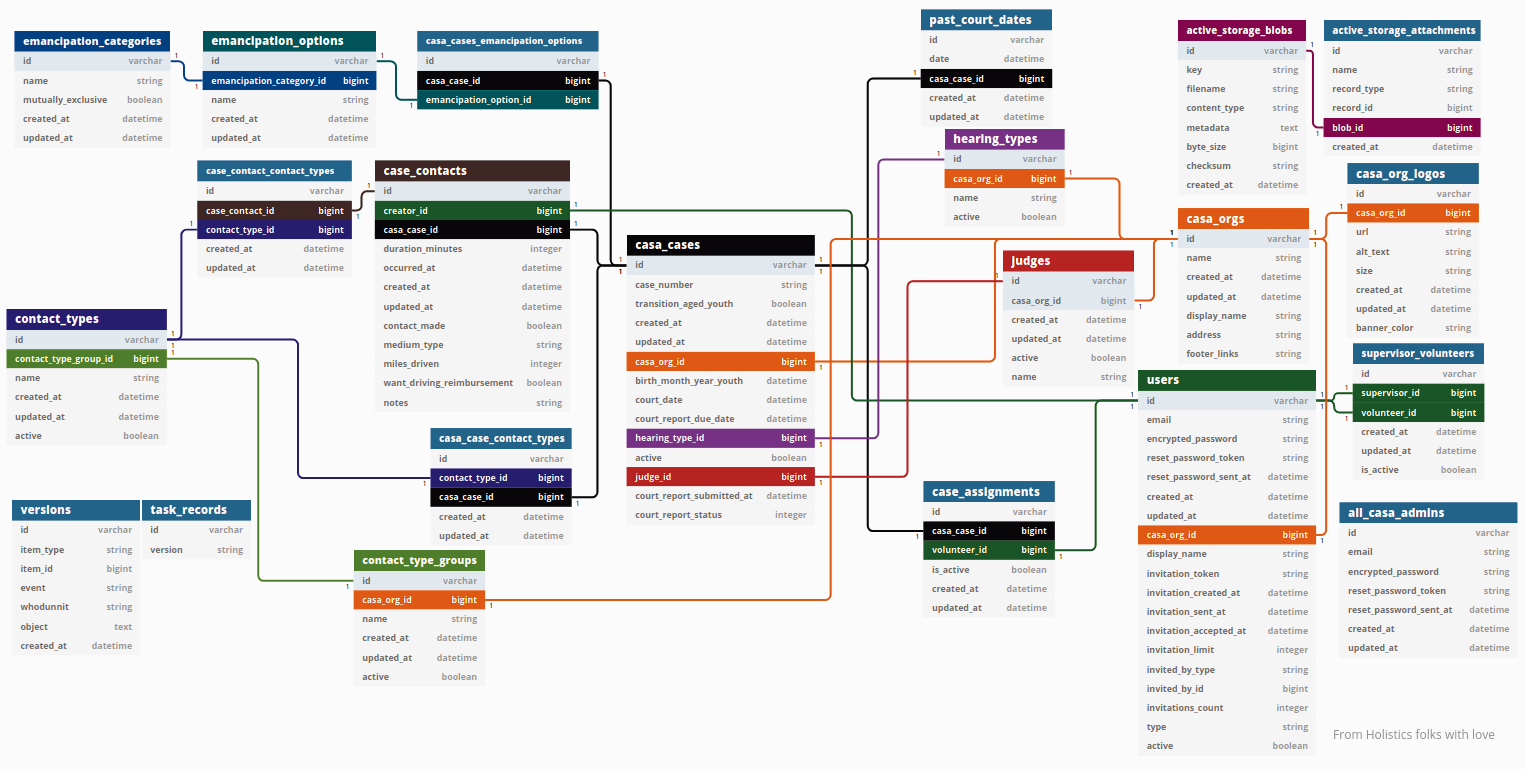 emancipation_categories
id varchar
name string
mutually_exclusive boolean
created_at datetime
updated_at datetime
emancipation_options
id varchar
emancipation_category_id bigint
name string
created_at datetime
updated_at datetime
casa_cases_emancipation_options
id varchar
casa_case_id bigint
emancipation_option_id bigint
past_court_dates
id varchar
date datetime
casa_case_id bigint
created_at datetime
updated_at datetime
hearing_types
id varchar
casa_org_id bigint
name string
active boolean
active_storage_blobs
id varchar
key string
filename string
content_type string
metadata text
byte_size bigint
checksum string
created_at datetime
active_storage_attachments
id varchar
name string
record_type string
record_id bigint
blob_id bigint
created_at datetime
case_contact_contact_types
id varchar
case_contact_id bigint
contact_type_id bigint
created_at datetime
updated_at datetime
case_contacts
id varchar
creator_id bigint
casa_case_id bigint
duration_minutes integer
occurred_at datetime
created_at datetime
updated_at datetime
contact_made boolean
medium_type string
miles_driven integer
want_driving_reimbursement boolean
notes string
casa_cases
id varchar
case_number string
transition_aged_youth boolean
created_at datetime
updated_at datetime
casa_org_id bigint
birth_month_year_youth datetime
court_date datetime
court_report_due_date datetime
hearing_type_id bigint
active boolean
judge_id bigint
court_report_submitted_at datetime
court_report_status integer
judges
id varchar
casa_org_id bigint
created_at datetime
updated_at datetime
active boolean
name string
casa_orgs
id varchar
name string
created_at datetime
updated_at datetime
display_name string
address string
footer_links string
casa_org_logos
id varchar
casa_org_id bigint
url string
alt_text string
size string
created_at datetime
updated_at datetime
banner_color string
contact_types
id varchar
contact_type_group_id bigint
name string
created_at datetime
updated_at datetime
active boolean
casa_case_contact_types
id varchar
contact_type_id bigint
casa_case_id bigint
created_at datetime
updated_at datetime
users
id varchar
email string
encrypted_password string
reset_password_token string
reset_password_sent_at datetime
created_at datetime
updated_at datetime
casa_org_id bigint
display_name string
invitation_token string
invitation_created_at datetime
invitation_sent_at datetime
invitation_accepted_at datetime
invitation_limit integer
invited_by_type string
invited_by_id bigint
invitations_count integer
type string
active boolean
supervisor_volunteers
id varchar
supervisor_id bigint
volunteer_id bigint
created_at datetime
updated_at datetime
is_active boolean
versions
id varchar
item_type string
item_id bigint
event string
whodunnit string
object text
created_at datetime
task_records
id varchar
version string
contact_type_groups
id varchar
casa_org_id bigint
name string
created_at datetime
updated_at datetime
active boolean
case_assignments
id varchar
casa_case_id bigint
volunteer_id bigint
is_active boolean
created_at datetime
updated_at datetime
all_casa_admins
id varchar
email string
encrypted_password string
reset_password_token string
reset_password_sent_at datetime
created_at datetime
updated_at datetime
From Holistics folks with love